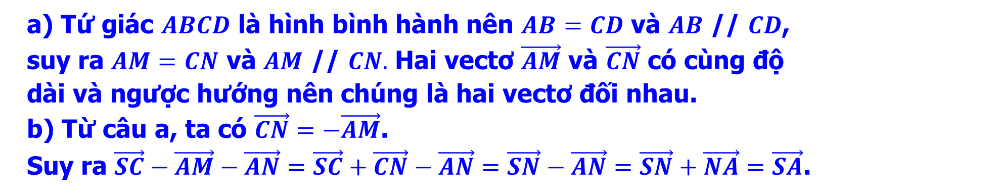 a) Tứ giác $ABCD$ là hình bình hành nên $AB = CD$ và $AB$ // $CD$,
suy ra $AM = CN$ và $AM$ // $CN$. Hai vectơ $\overrightarrow{AM}$ và $\overrightarrow{CN}$ có cùng độ
dài và ngược hướng nên chúng là hai vectơ đối nhau.
b) Từ câu a, ta có $\overrightarrow{CN} = -\overrightarrow{AM}$.
Suy ra $\overrightarrow{SC} - \overrightarrow{AM} - \overrightarrow{AN} = \overrightarrow{SC} + \overrightarrow{CN} - \overrightarrow{AN} = \overrightarrow{SN} - \overrightarrow{AN} = \overrightarrow{SN} + \overrightarrow{NA} = \overrightarrow{SA}$.